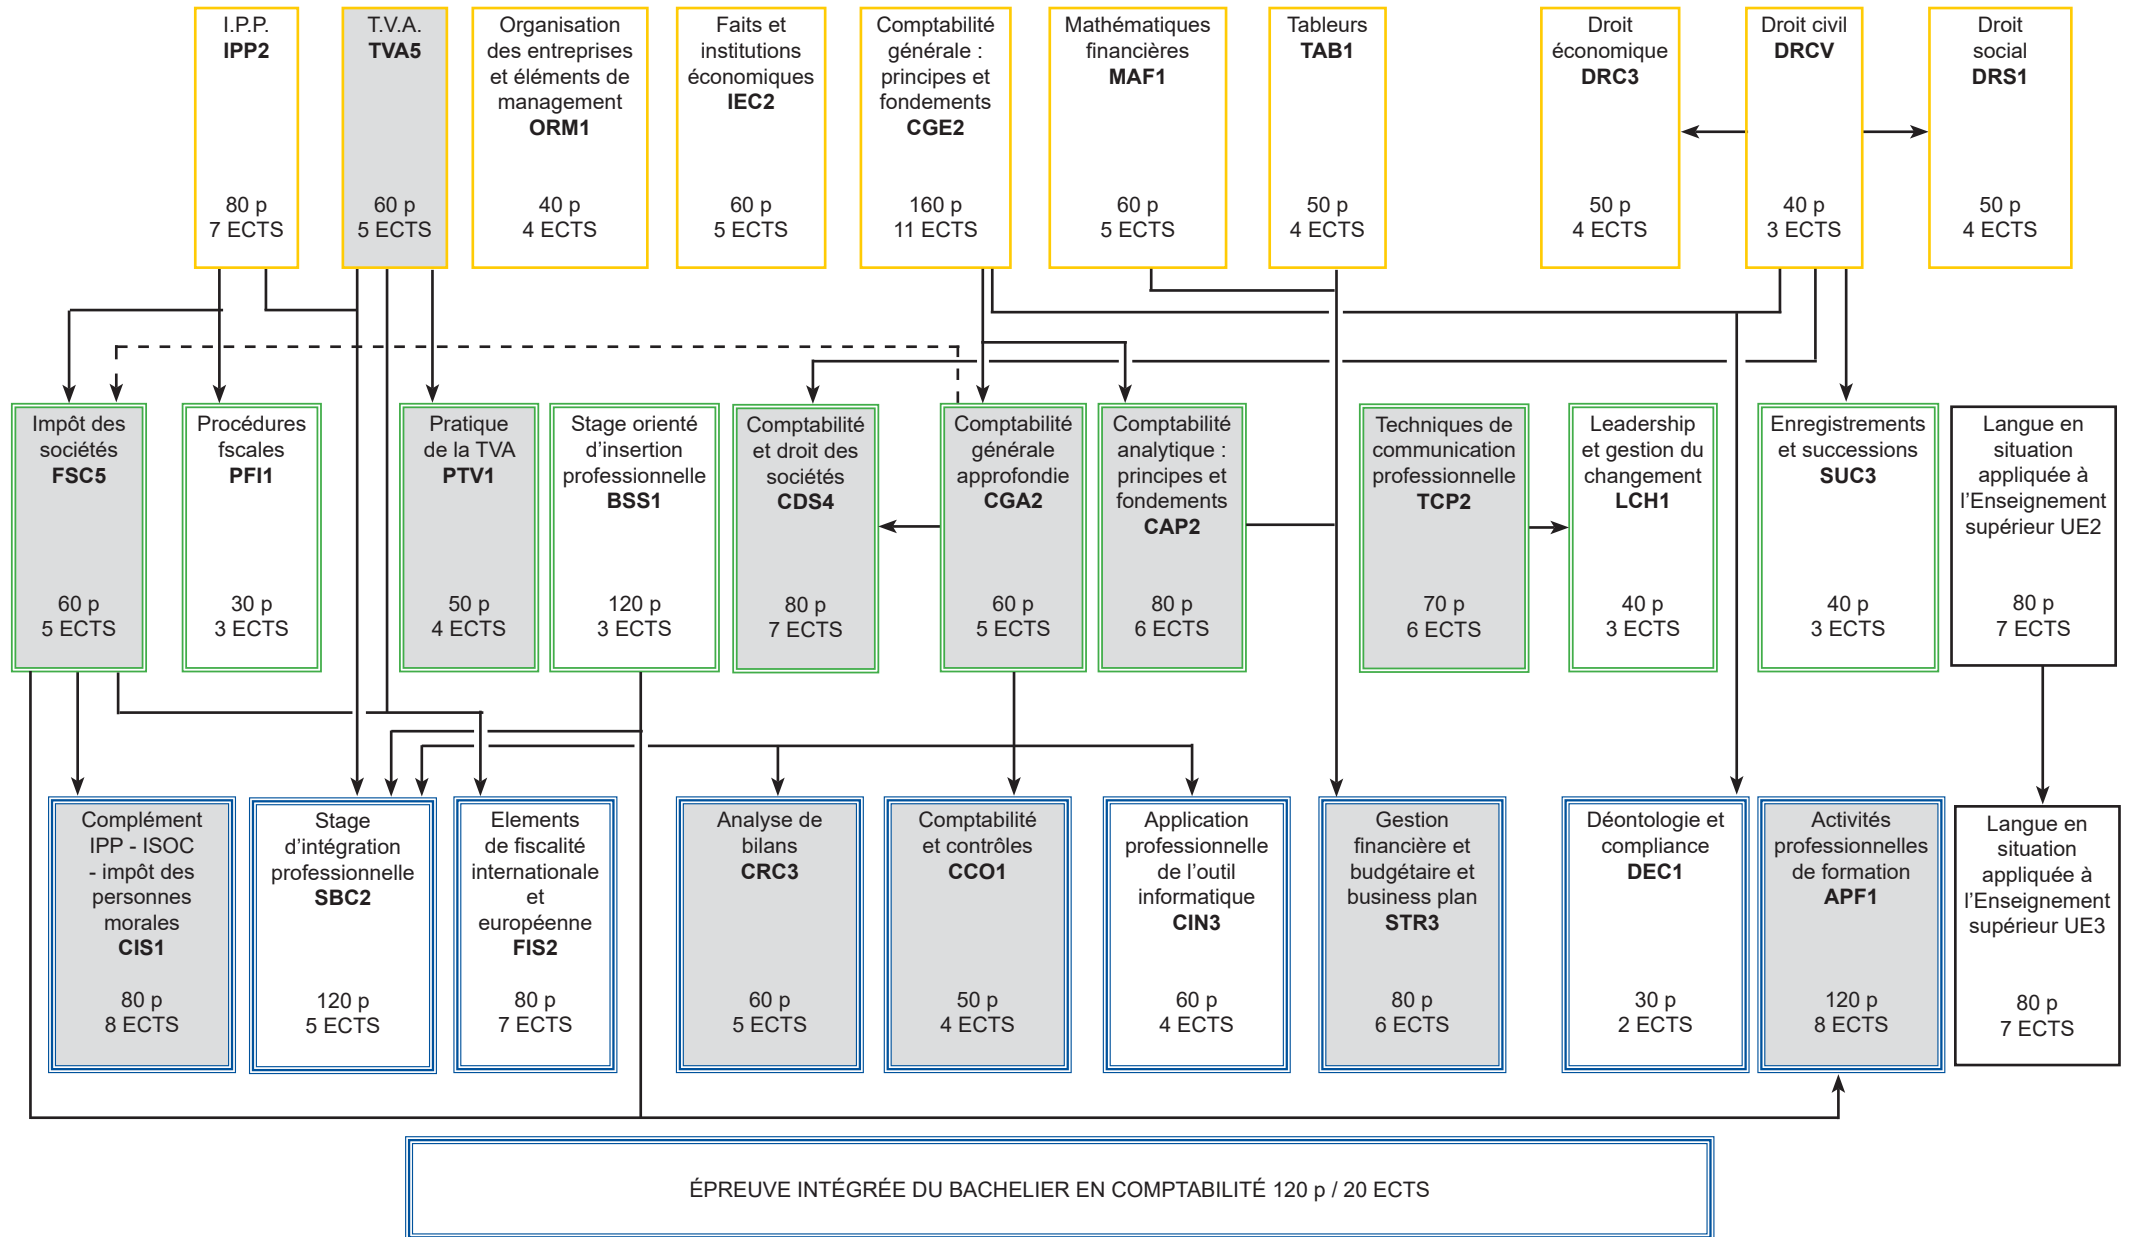 I.P.P.
IPP2
80 p
7 ECTS
T.V.A.
TVA5
60 p
5 ECTS
Organisation
des entreprises
et éléments de
management
ORM1
40 p
4 ECTS
Faits et
institutions
économiques
IEC2
60 p
5 ECTS
Comptabilité
générale :
principes et
fondements
CGE2
160 p
11 ECTS
Mathématiques
financières
MAF1
60 p
5 ECTS
Tableurs
TAB1
50 p
4 ECTS
Droit
économique
DRC3
50 p
4 ECTS
Droit civil
DRCV
40 p
3 ECTS
Droit
social
DRS1
50 p
4 ECTS
Impôt des
sociétés
FSC5
60 p
5 ECTS
Procédures
fscales
PFI1
30 p
3 ECTS
Pratique
de la TVA
PTV1
50 p
4 ECTS
Stage orienté
d’insertion
professionnelle
BSS1
120 p
3 ECTS
Comptabilité
et droit des
sociétés
CDS4
80 p
7 ECTS
Comptabilité
générale
approfondie
CGA2
60 p
5 ECTS
Comptabilité
analytique :
principes et
fondements
CAP2
80 p
6 ECTS
Techniques de
communication
professionnelle
TCP2
70 p
6 ECTS
Leadership
et gestion du
changement
LCH1
40 p
3 ECTS
Enregistrements
et successions
SUC3
40 p
3 ECTS
Langue en
situation
appliquée à
l’Enseignement
supérieur UE2
80 p
7 ECTS
Complément
IPP - ISOC
- impôt des
personnes
morales
CIS1
80 p
8 ECTS
Stage
d’intégration
professionnelle
SBC2
120 p
5 ECTS
Elements
de fiscalité
internationale
et
européenne
FIS2
80 p
7 ECTS
Analyse de
bilans
CRC3
60 p
5 ECTS
Comptabilité
et contrôles
CCO1
50 p
4 ECTS
Application
professionnelle
de l’outil
informatique
CIN3
60 p
4 ECTS
Gestion
financière et
budgétaire et
business plan
STR3
80 p
6 ECTS
Déontologie et
compliance
DEC1
30 p
2 ECTS
Activités
professionnelles
de formation
APF1
120 p
8 ECTS
Langue en
situation
appliquée à
l’Enseignement
supérieur UE3
80 p
7 ECTS
ÉPREUVE INTÉGRÉE DU BACHELIER EN COMPTABILITÉ 120 p / 20 ECTS